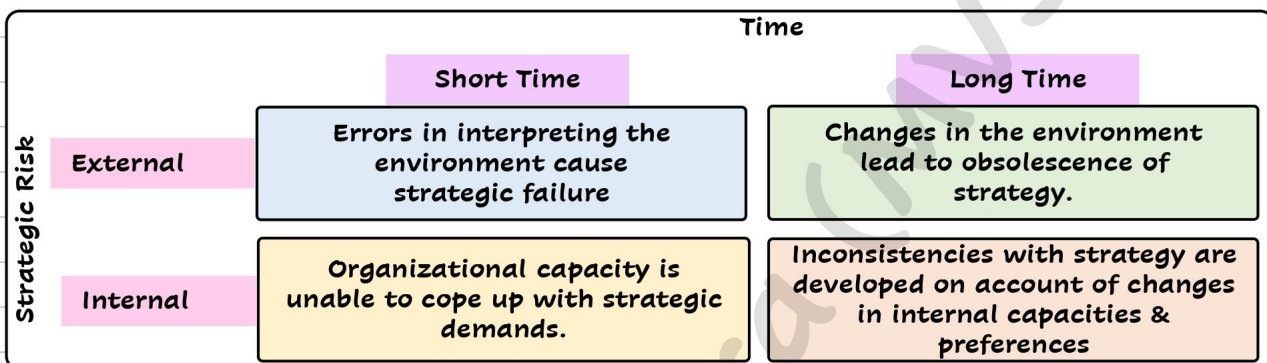 Time
Short Time
Long Time
Strategic Risk
External
Errors in interpreting the
environment cause
strategic failure
Changes in the environment
lead to obsolescence of
strategy.
Internal
Organizational capacity is
unable to cope up with strategic
demands.
Inconsistencies with strategy are
developed on account of changes
in internal capacities &
preferences